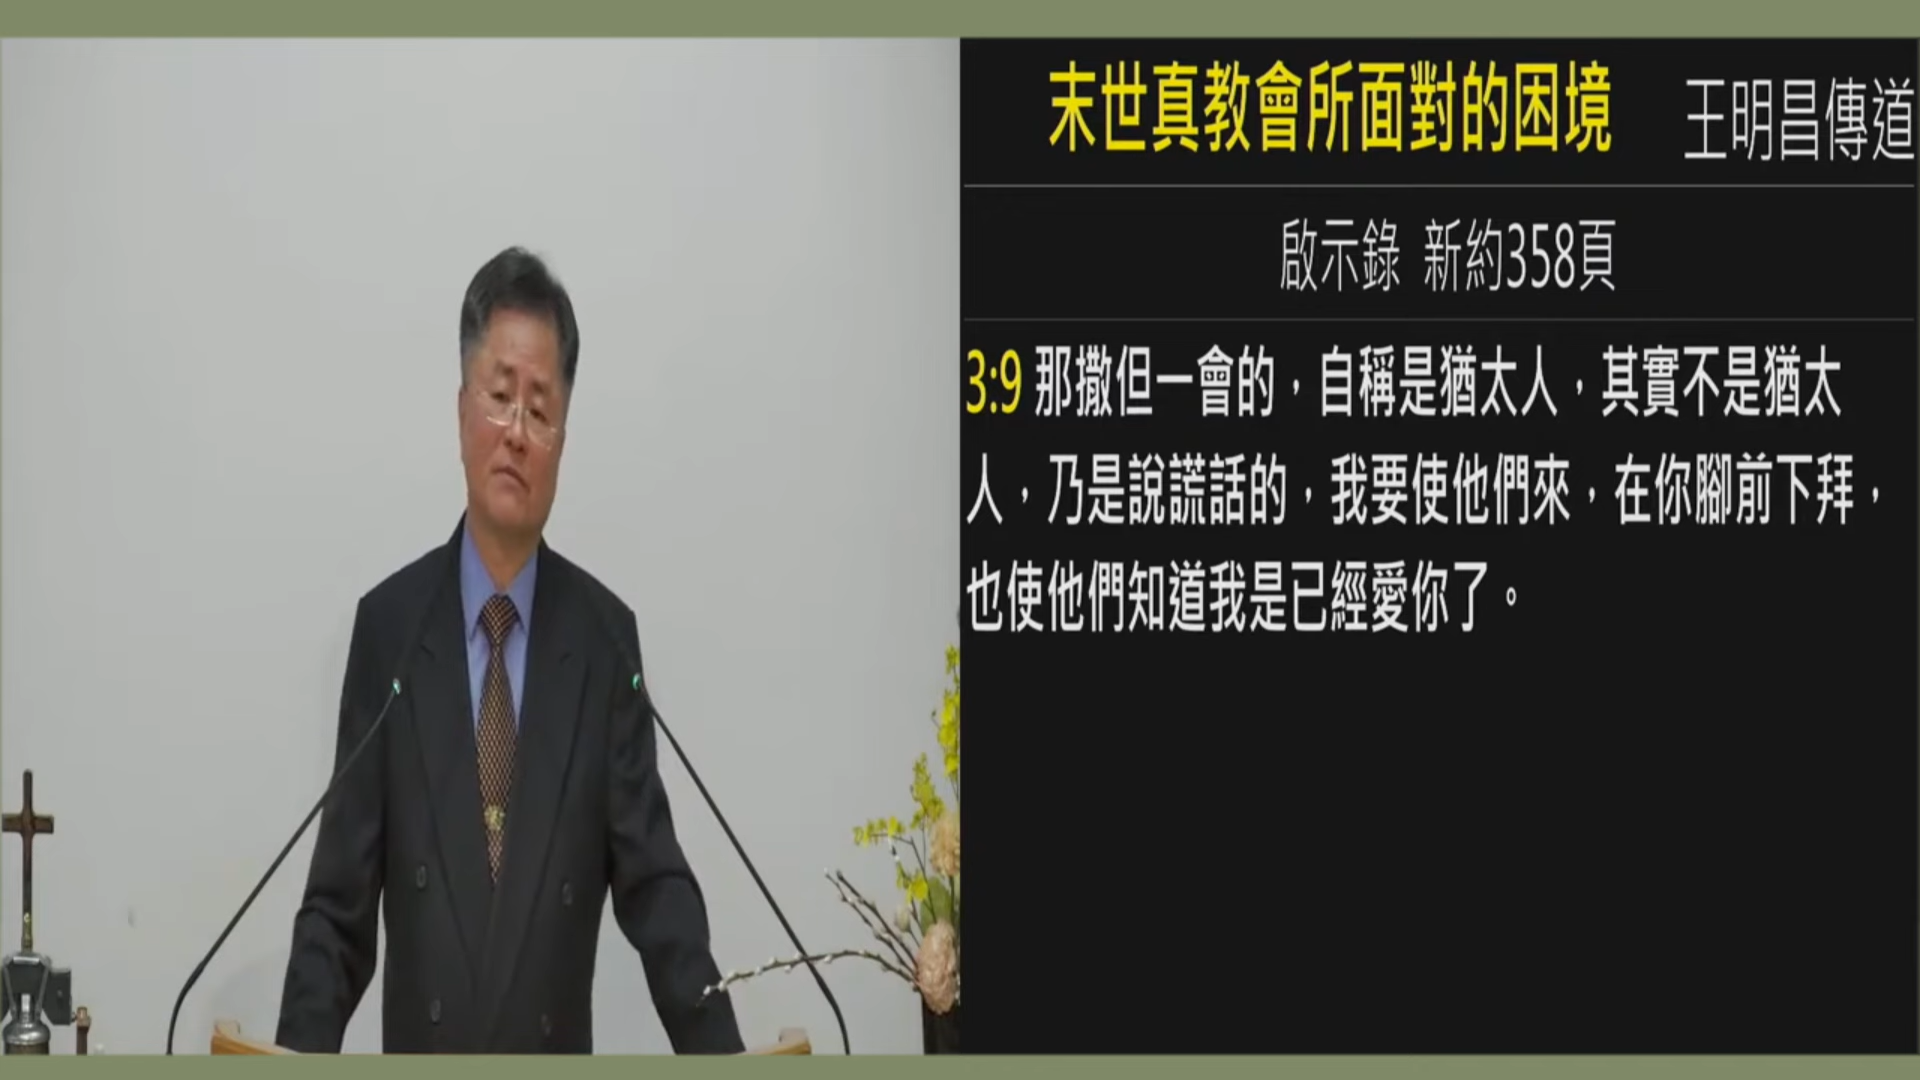 末世真教會所面對的困境 王明昌傳道
啟示錄 新約358頁
3:9 那撒但一會的，自稱是猶太人，其實不是猶太
人，乃是說謊話的，我要使他們來，在你腳前下拜，
也使他們知道我是已經愛你了。